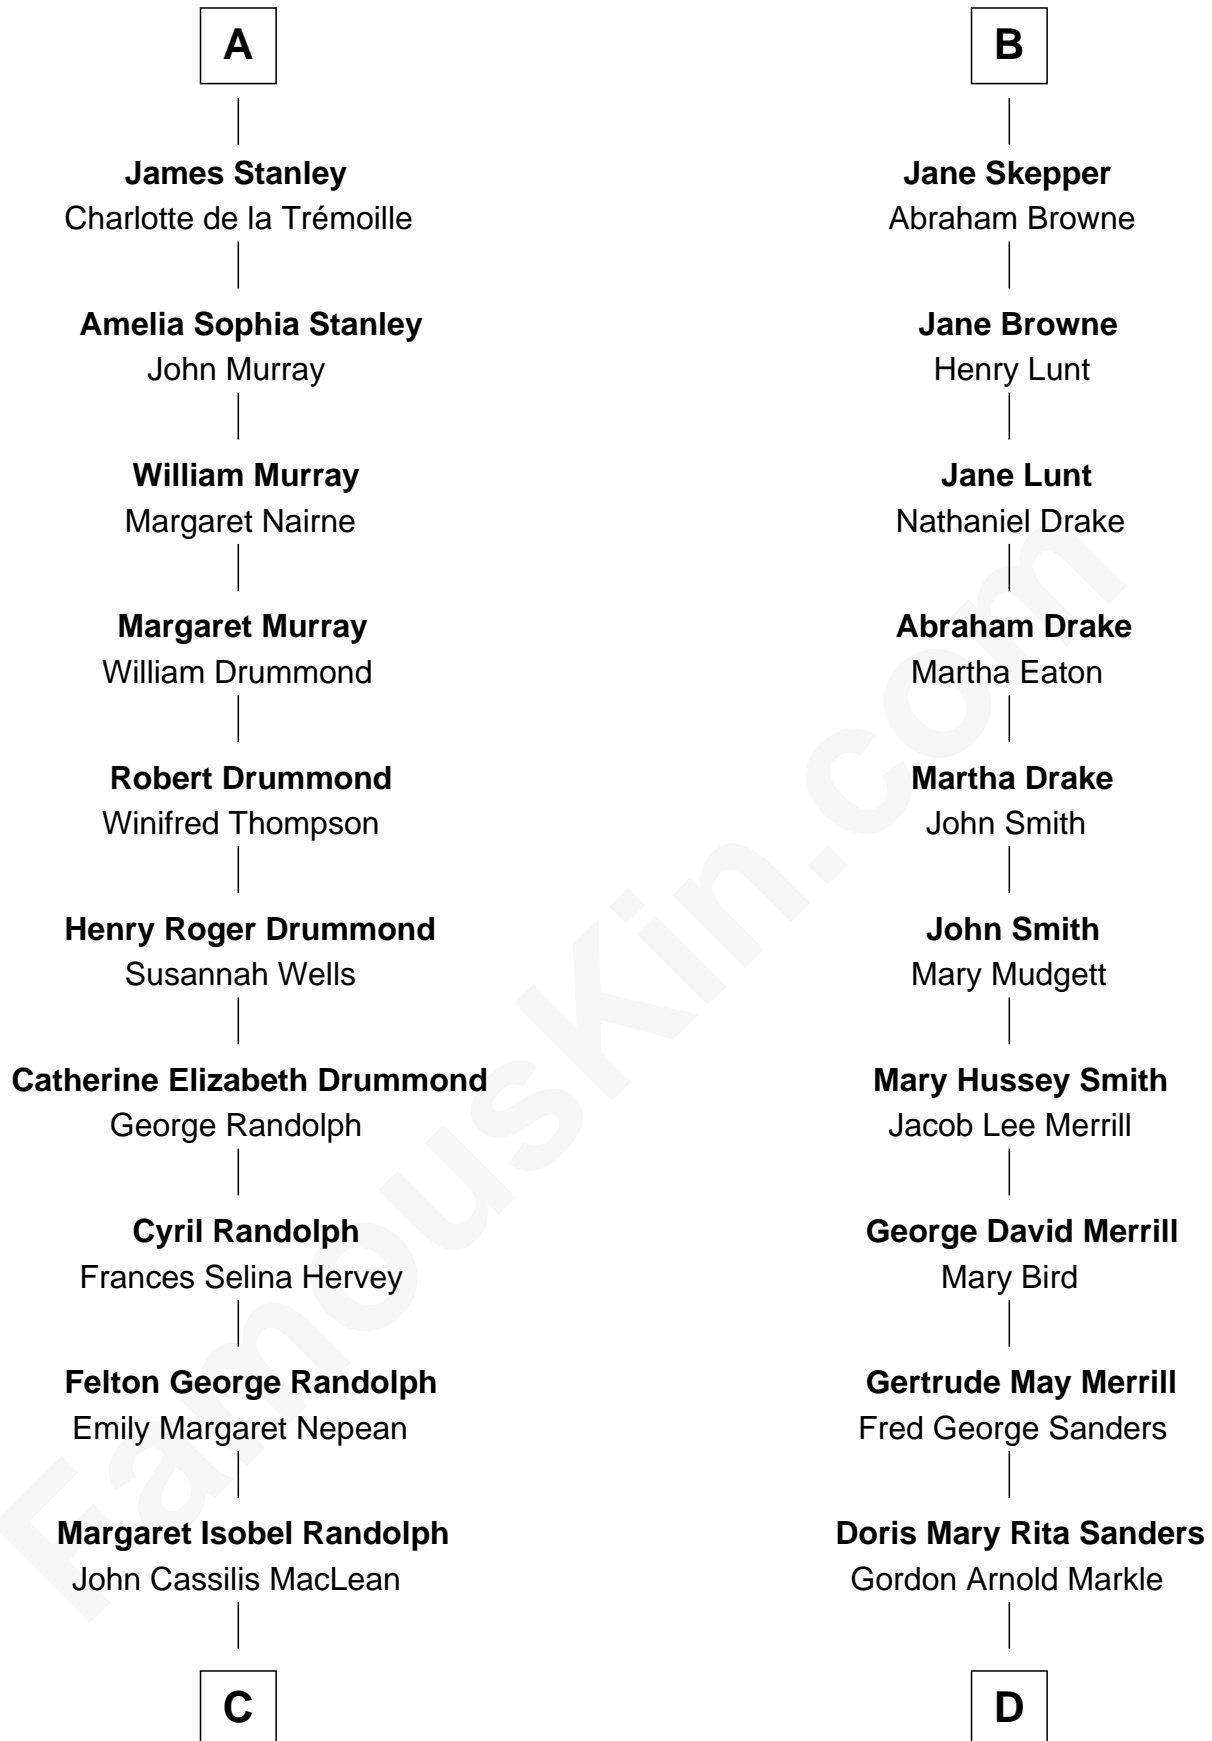 A
James Stanley
Charlotte de la Trémoille
Amelia Sophia Stanley
John Murray
William Murray
Margaret Nairne
Margaret Murray
William Drummond
Robert Drummond
Winifred Thompson
Henry Roger Drummond
Susannah Wells
Catherine Elizabeth Drummond
George Randolph
Cyril Randolph
Frances Selina Hervey
Felton George Randolph
Emily Margaret Nepean
Margaret Isobel Randolph
John Cassilis MacLean
C
B
Jane Skepper
Abraham Browne
Jane Browne
Henry Lunt
Jane Lunt
Nathaniel Drake
Abraham Drake
Martha Eaton
Martha Drake
John Smith
John Smith
Mary Mudgett
Mary Hussey Smith
Jacob Lee Merrill
George David Merrill
Mary Bird
Gertrude May Merrill
Fred George Sanders
Doris Mary Rita Sanders
Gordon Arnold Markle
D
FamousKin.com